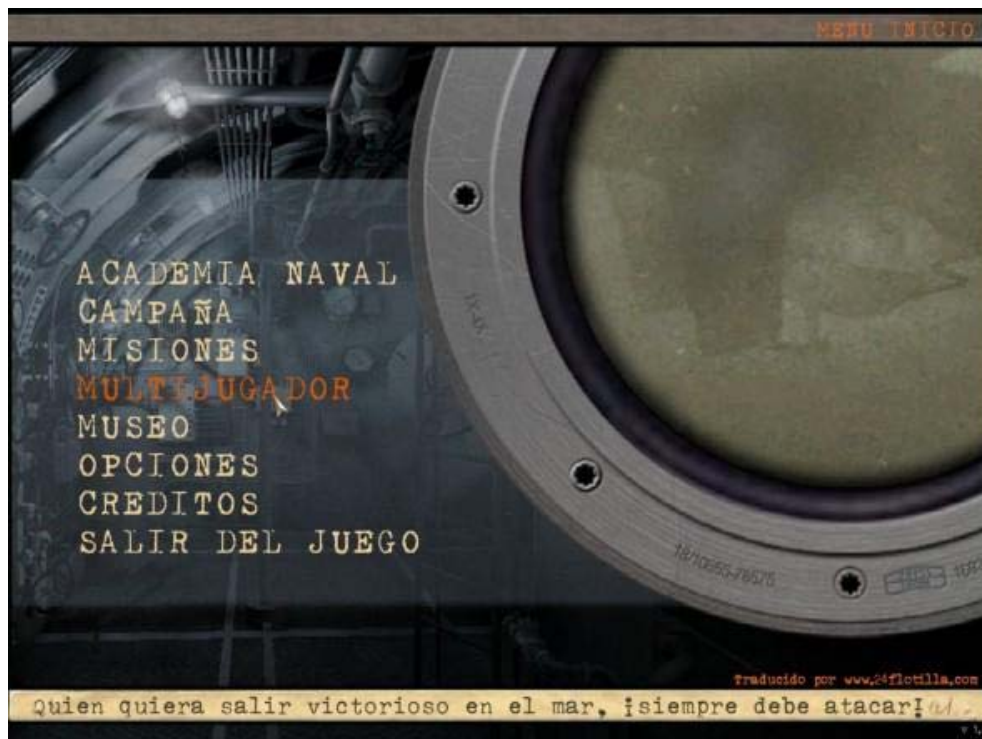 MENU INICIO
ACADEMIA NAVAL
CAMPAÑA
MISIONES
MULTIJUGADOR
MUSEO
OPCIONES
CREDITOS
SALIR DEL JUEGO
Traducido por www.24flotilla.com
Quien quiera salir victorioso en el mar, ¡siempre debe atacar!